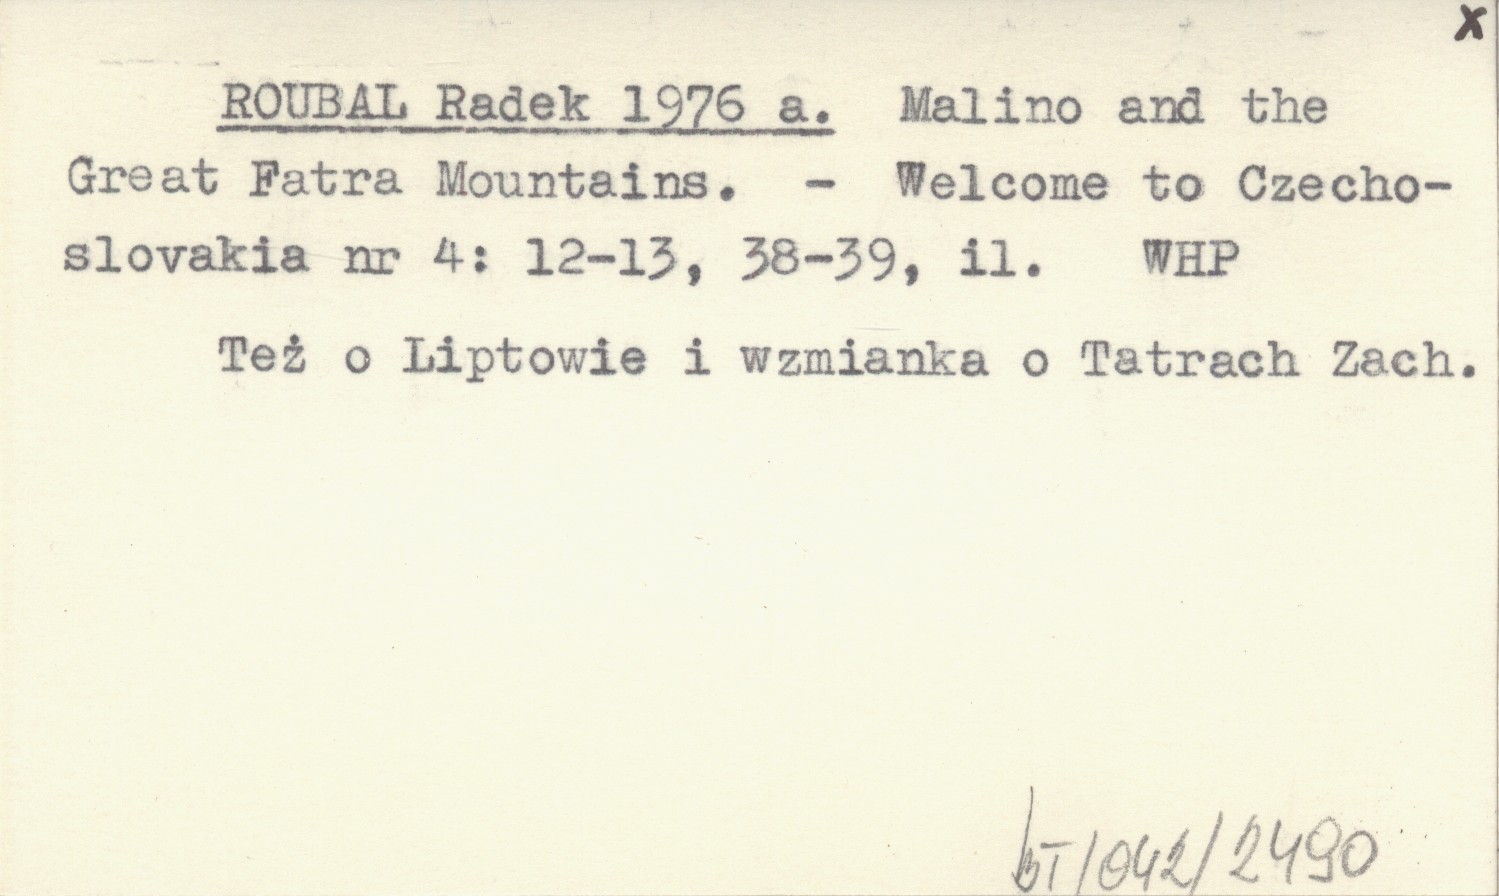 x
ROUBAL Radek 1976 a. Malino and the
Great Fatra Mountains. - Welcome to Czecho-
slovakia nr 4: 12-13, 38-39, il. WHP
Też o Liptowie i wzmianka o Tatrach Zach.
BT/042/2490